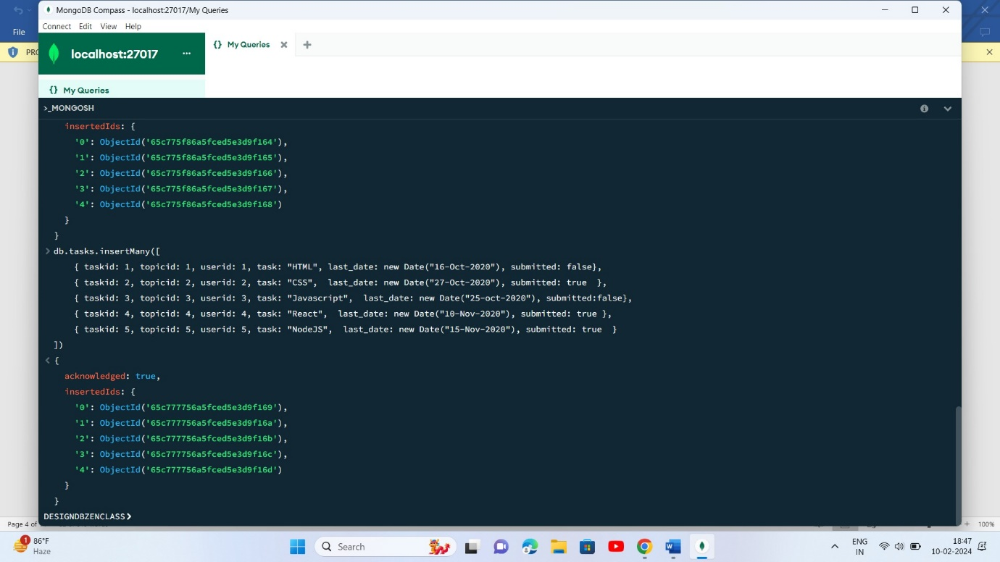 MongoDB Compass - localhost:27017/My Queries
File
Connect Edit View Help
PRO
localhost:27017 ...
{} My Queries
{} My Queries
>_MONGOSH
insertedIds: {
'0': ObjectId('65c775f86a5fced5e3d9f164'),
'1': ObjectId('65c775f86a5fced5e3d9f165'),
'2': ObjectId('65c775f86a5fced5e3d9f166'),
'3': ObjectId('65c775f86a5fced5e3d9f167'),
'4': ObjectId('65c775f86a5fced5e3d9f168')
}
}
> db.tasks.insertMany([
{ taskid: 1, topicid: 1, userid: 1, task: "HTML", last_date: new Date("16-Oct-2020"), submitted: false},
{ taskid: 2, topicid: 2, userid: 2, task: "CSS", last_date: new Date("27-Oct-2020"), submitted: true },
{ taskid: 3, topicid: 3, userid: 3, task: "Javascript", last_date: new Date("25-oct-2020"), submitted:false},
{ taskid: 4, topicid: 4, userid: 4, task: "React", last_date: new Date("10-Nov-2020"), submitted: true },
{ taskid: 5, topicid: 5, userid: 5, task: "NodeJS", last_date: new Date("15-Nov-2020"), submitted: true }
])
< {
acknowledged: true,
insertedIds: {
'0': ObjectId('65c777756a5fced5e3d9f169'),
'1': ObjectId('65c777756a5fced5e3d9f16a'),
'2': ObjectId('65c777756a5fced5e3d9f16b'),
'3': ObjectId('65c777756a5fced5e3d9f16c'),
'4': ObjectId('65c777756a5fced5e3d9f16d')
}
}
DESIGNDBZENCLASS>
Page 4 of
100%
1
86°F
Haze
Search
ENG
IN
18:47
10-02-2024